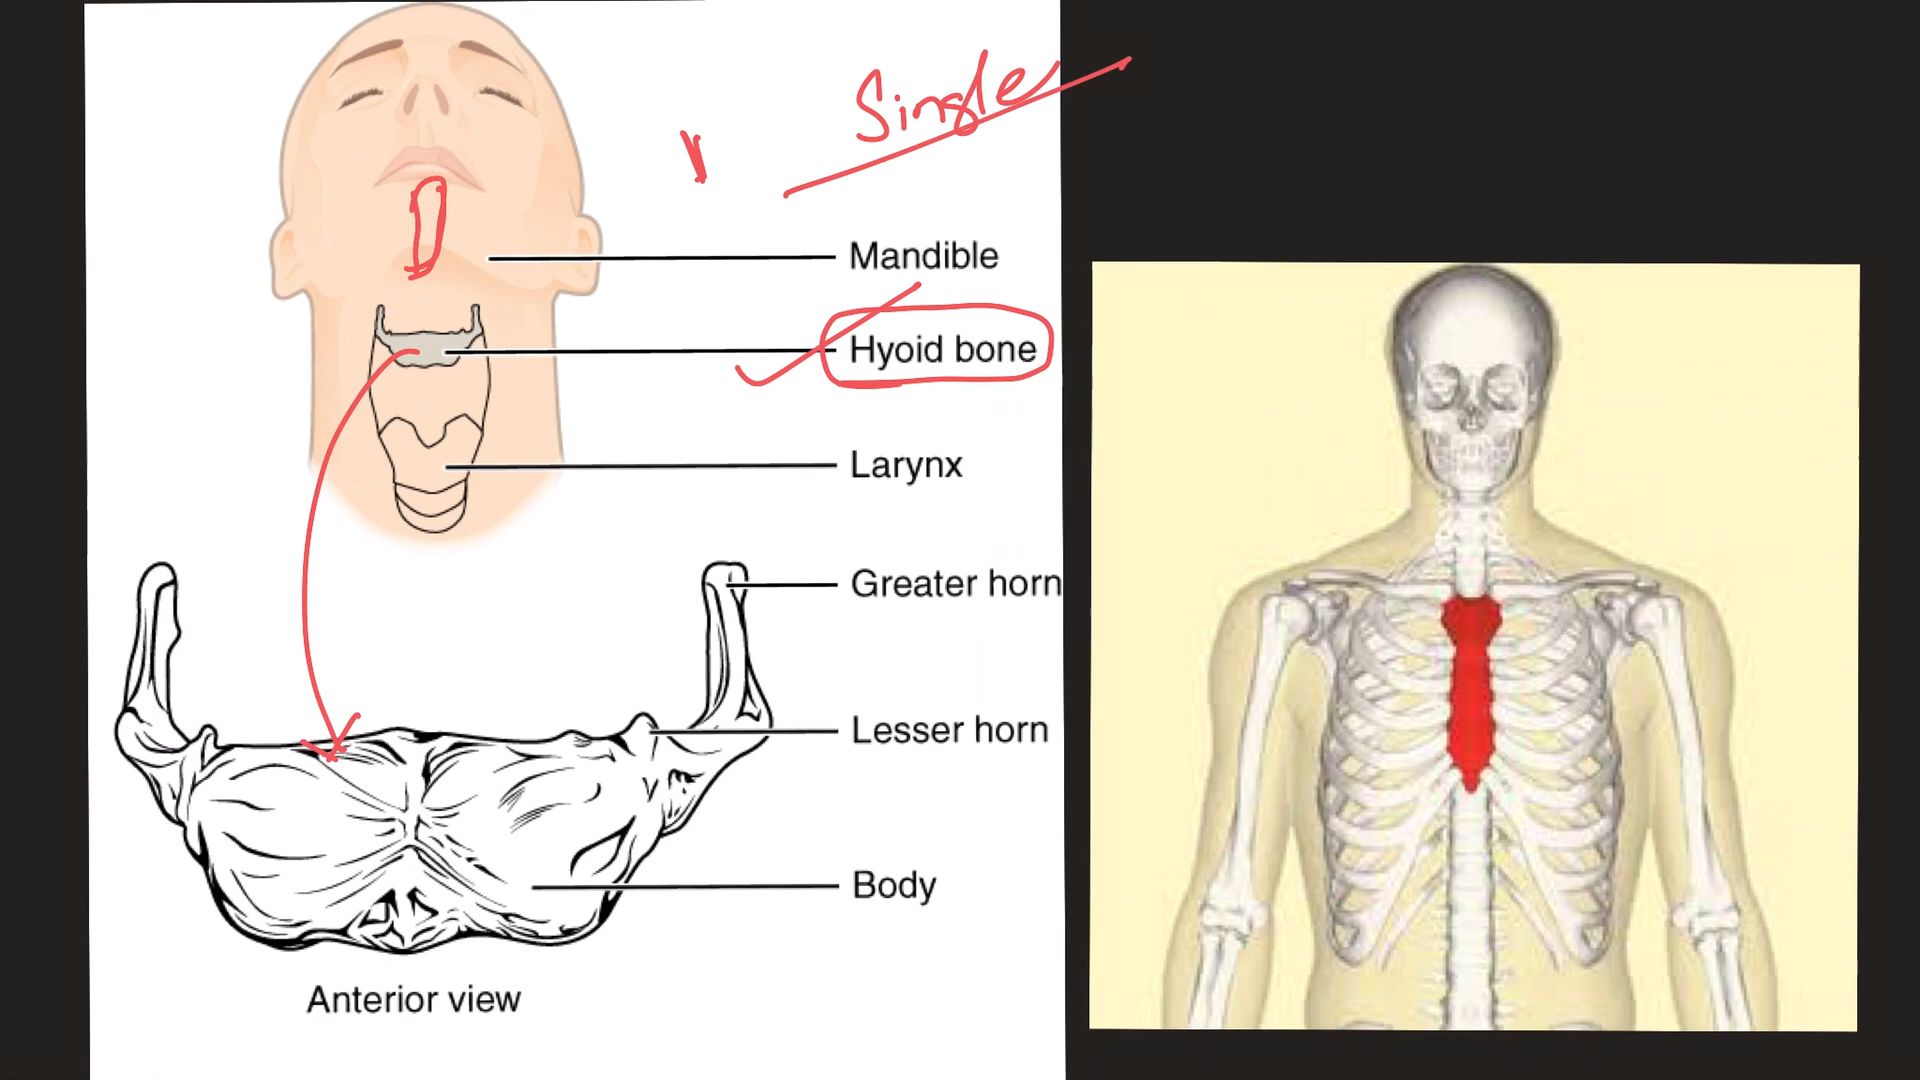 Single
Mandible
Hyoid bone
Larynx
Greater horn
Lesser horn
Body
Anterior view